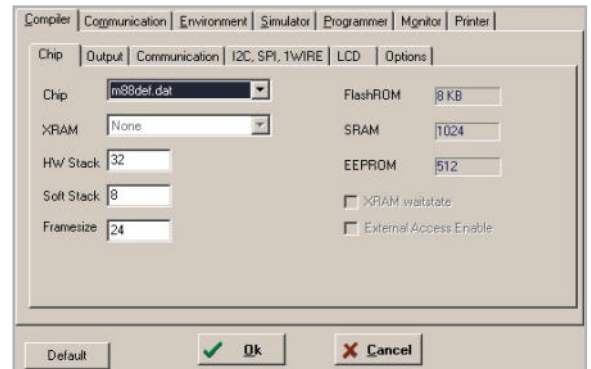 Compiler Communication Environment Simulator Programmer Monitor Printer
Chip Output Communication I2C, SPI, 1WIRE LCD Options
Chip m88def.dat FlashROM 8 KB
XRAM None SRAM 1024
HW Stack 32 EEPROM 512
Soft Stack 8 XRAM waitstate
Framesize 24 External Access Enable
Default Ok Cancel